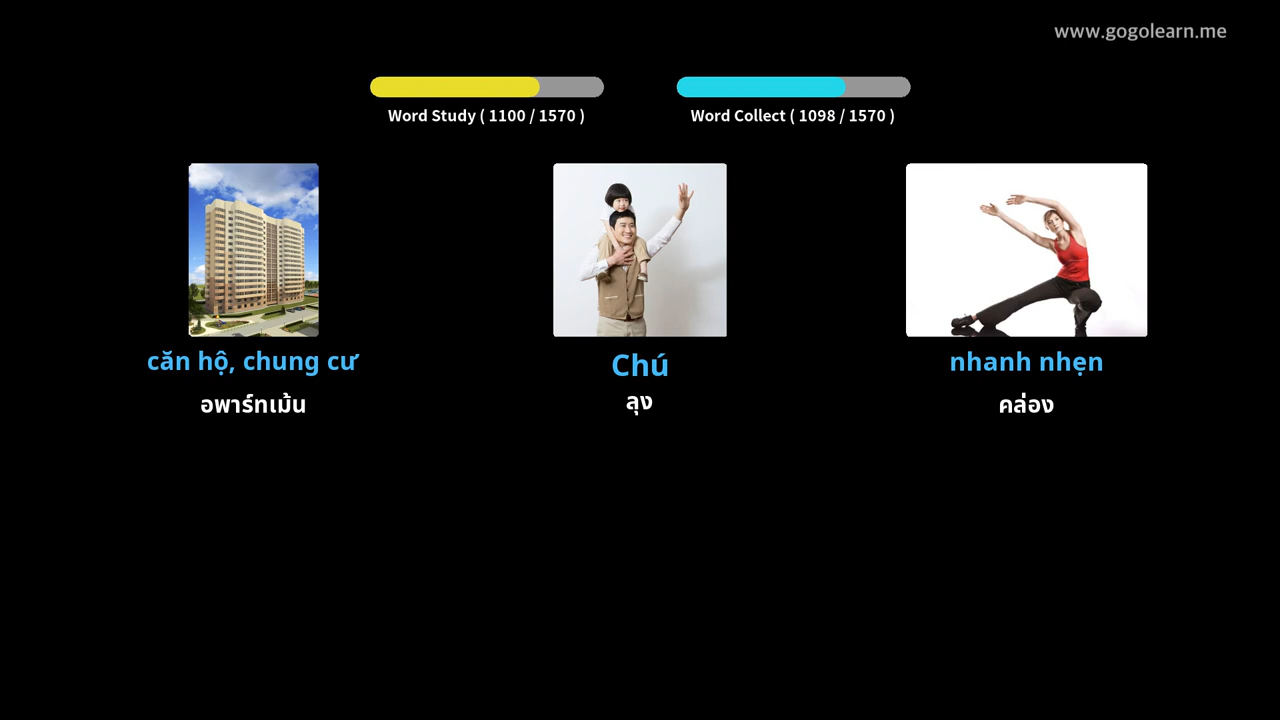 www.gogolearn.me
Word Study ( 1100 / 1570 )
Word Collect ( 1098 / 1570 )
căn hộ, chung cư
อพาร์ทเม้น
Chú
ลุง
nhanh nhẹn
คล่อง